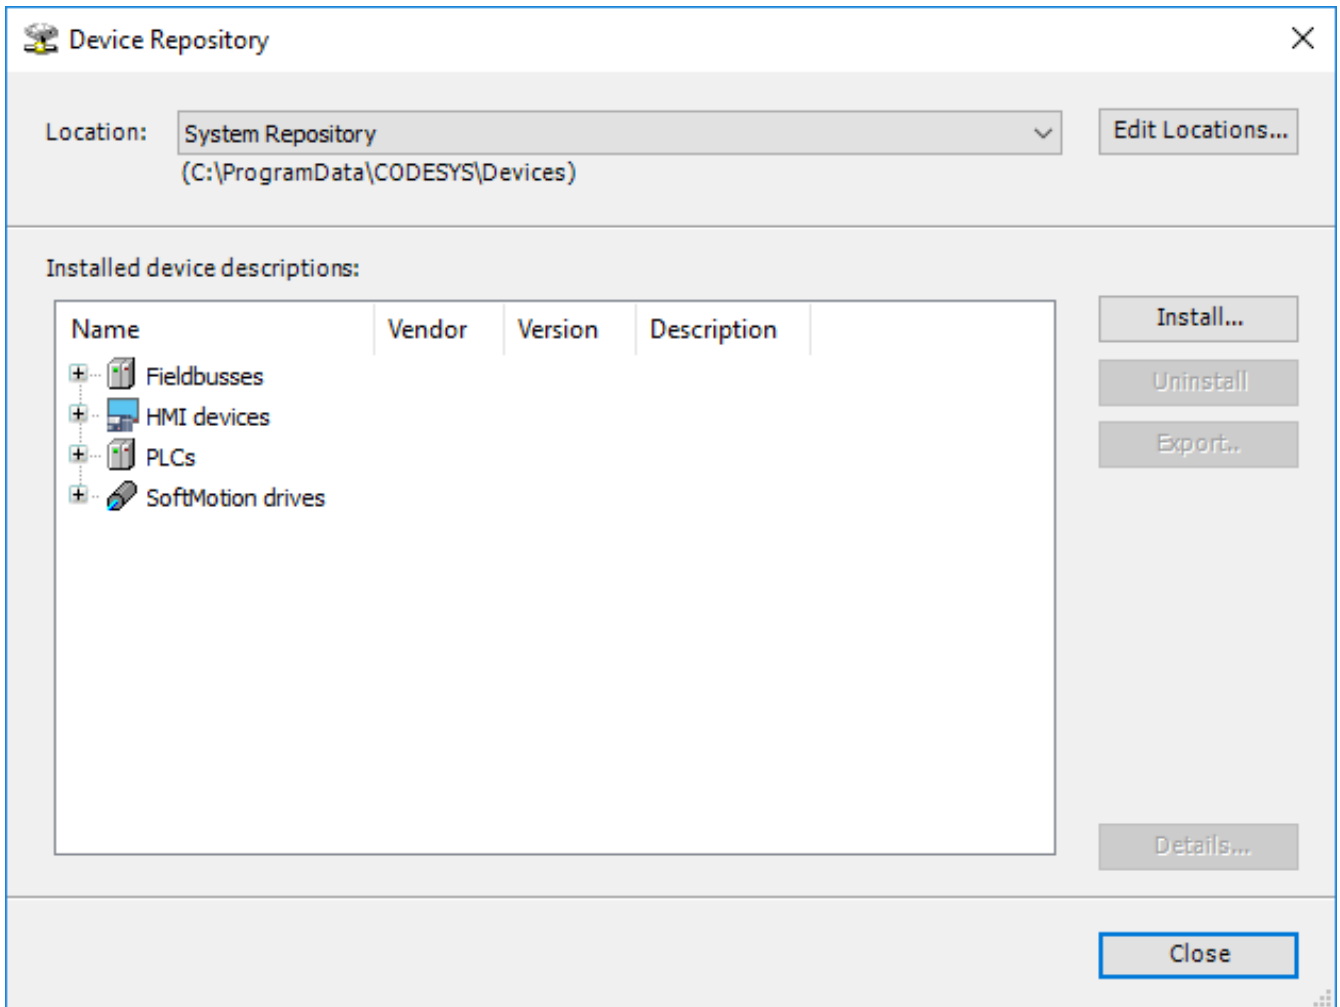 Device Repository
Location: System Repository Edit Locations...
(C:\ProgramData\CODESYS\Devices)
Installed device descriptions:
Name Vendor Version Description
Fieldbusses
HMI devices
PLCs
SoftMotion drives
Install...
Uninstall
Export..
Details...
Close